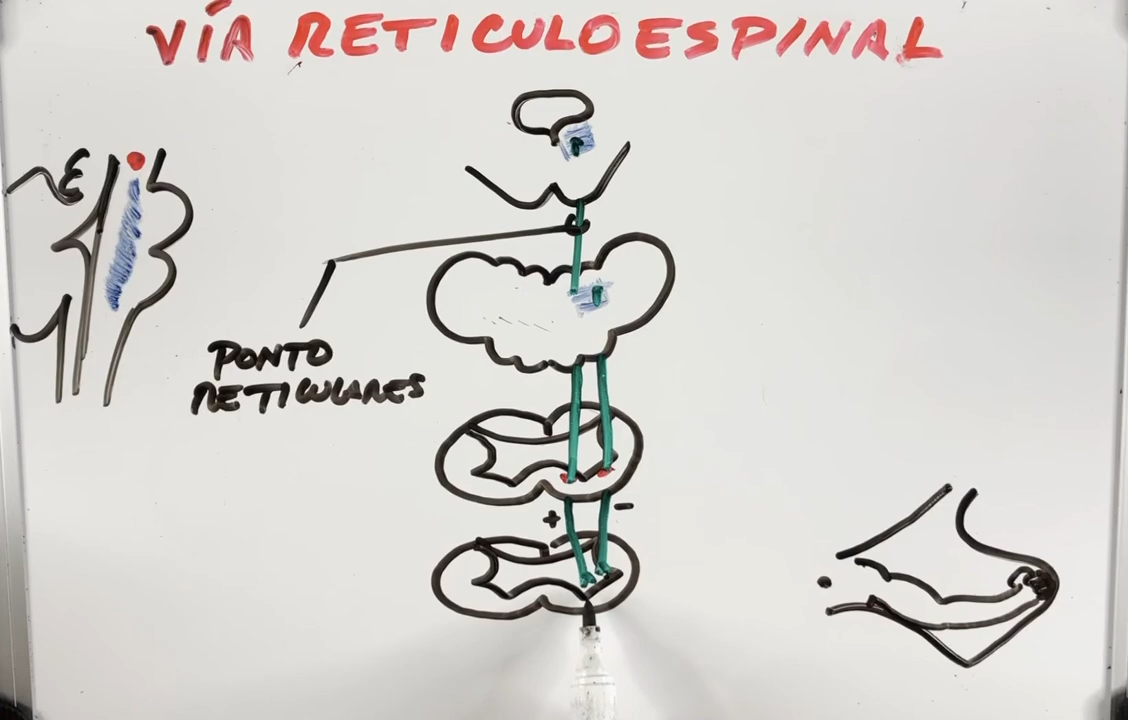 VÍA RETICULOESPINAL
PONTO
RETICULARES
+ -